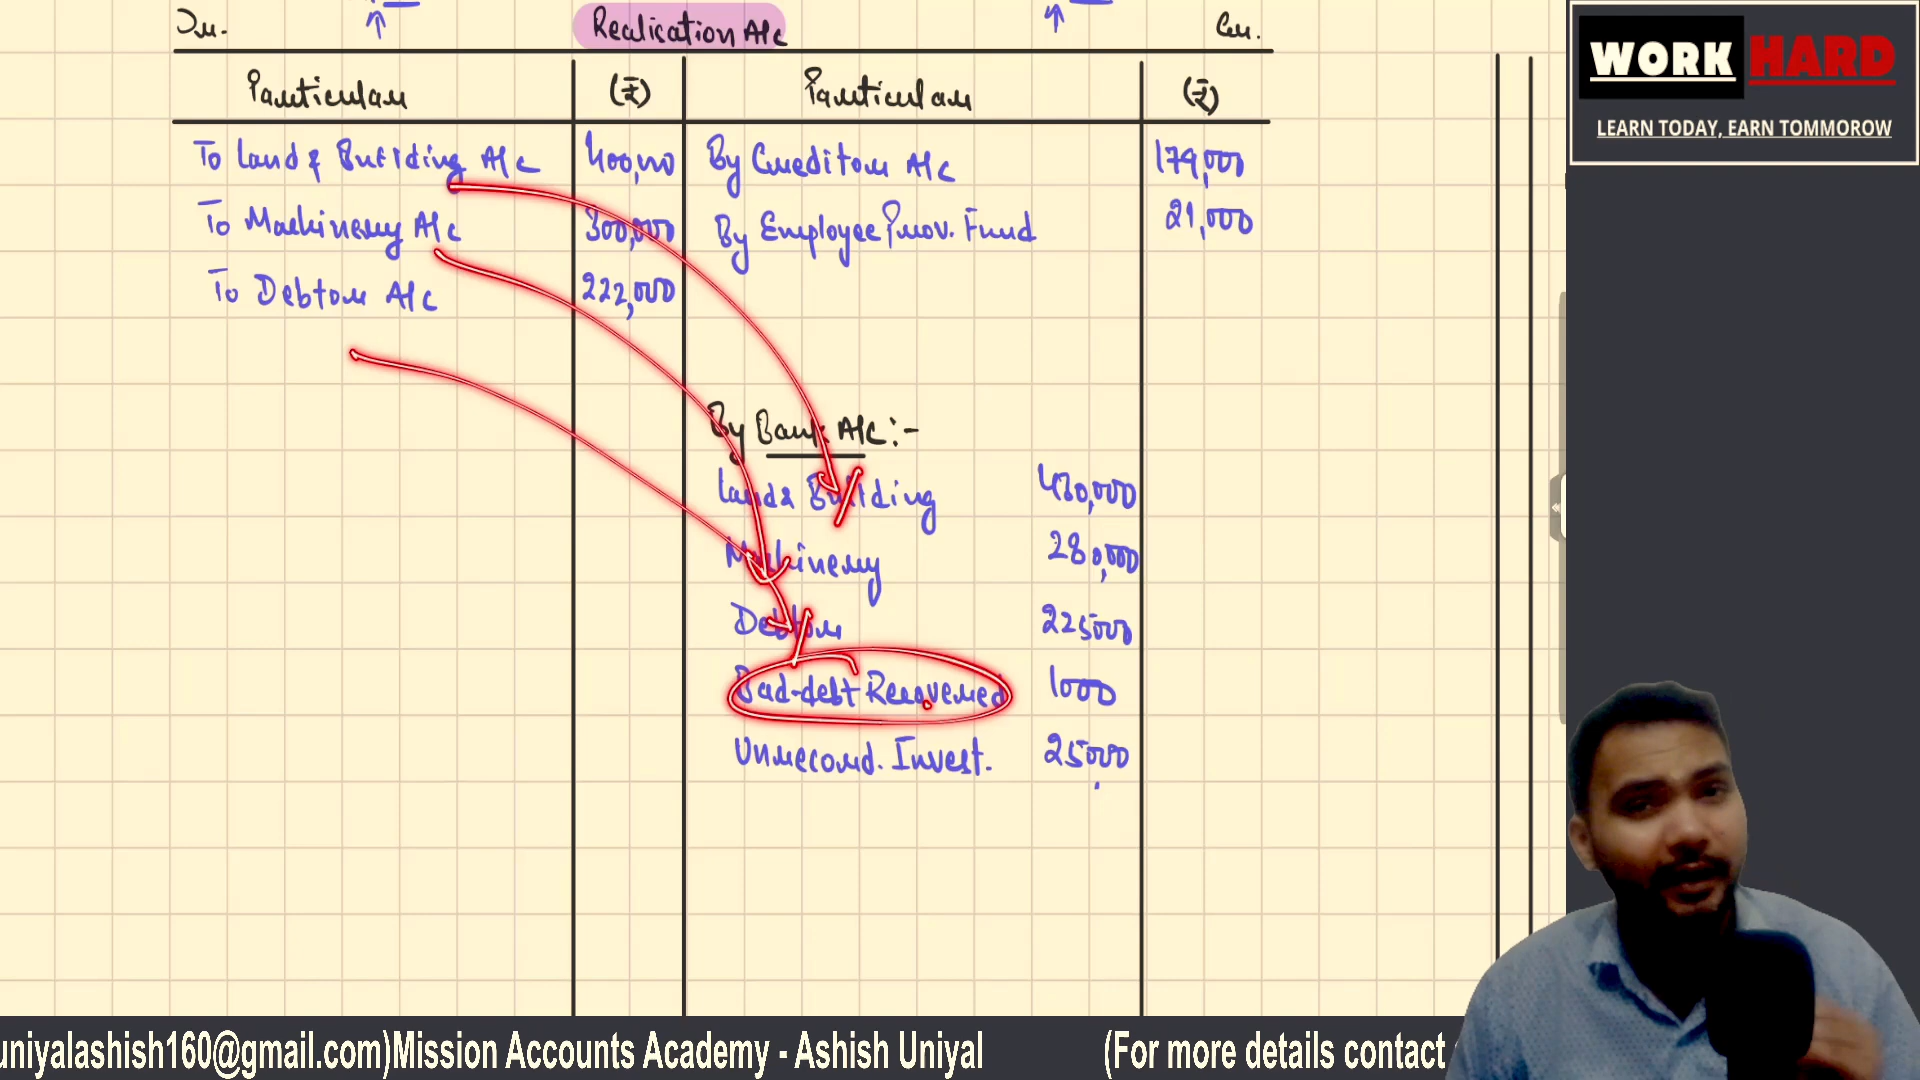 Dr. Realisation A/c Cr.
Particulars (₹) Particulars (₹)
To Land & Building A/c 400,000 By Creditors A/c 179,000
To Machinery A/c 300,000 By Employee Prov. Fund 21,000
To Debtors A/c 222,000
By Bank A/c:-
Land & Building 430,000
Machinery 280,000
Debtors 225000
Bad-debt Recovered 1000
Unrecord. Invest. 25000
WORK HARD
LEARN TODAY, EARN TOMMOROW
uniyalashish160@gmail.com)Mission Accounts Academy - Ashish Uniyal (For more details contact